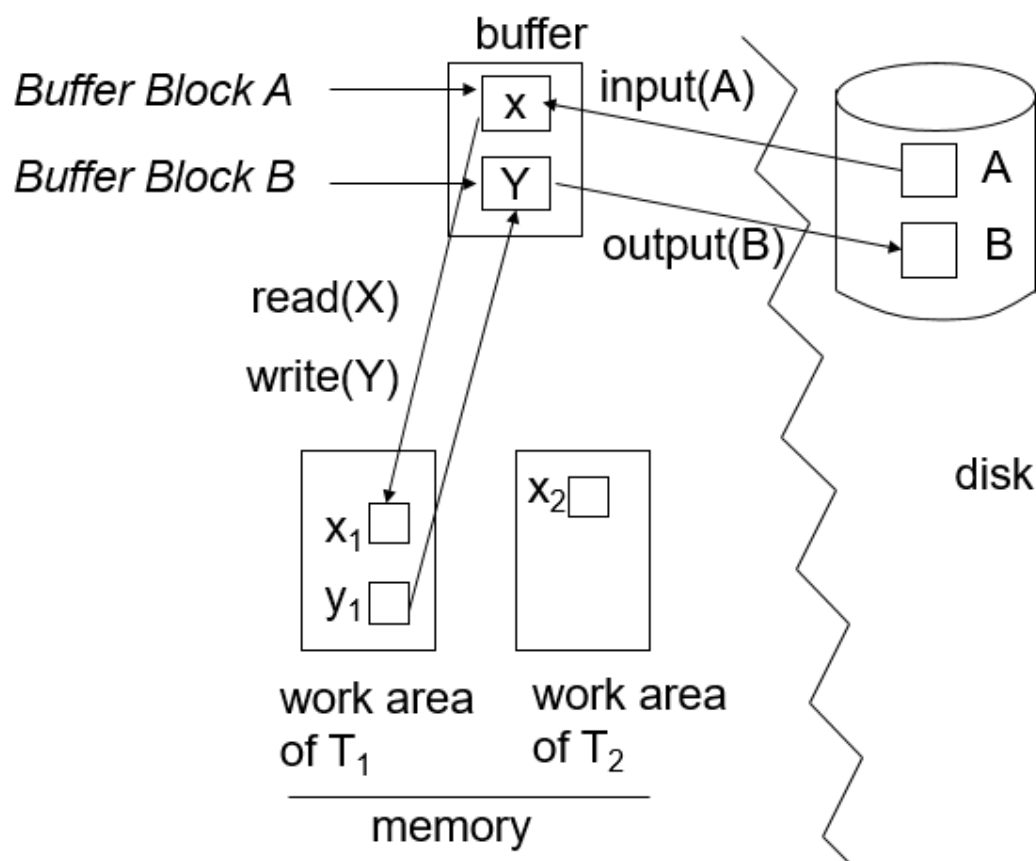 buffer
Buffer Block A
x
input(A)
A
Buffer Block B
Y
output(B)
B
read(X)
write(Y)
disk
x₁
y₁
x₂
work area
of T₁
work area
of T₂
memory